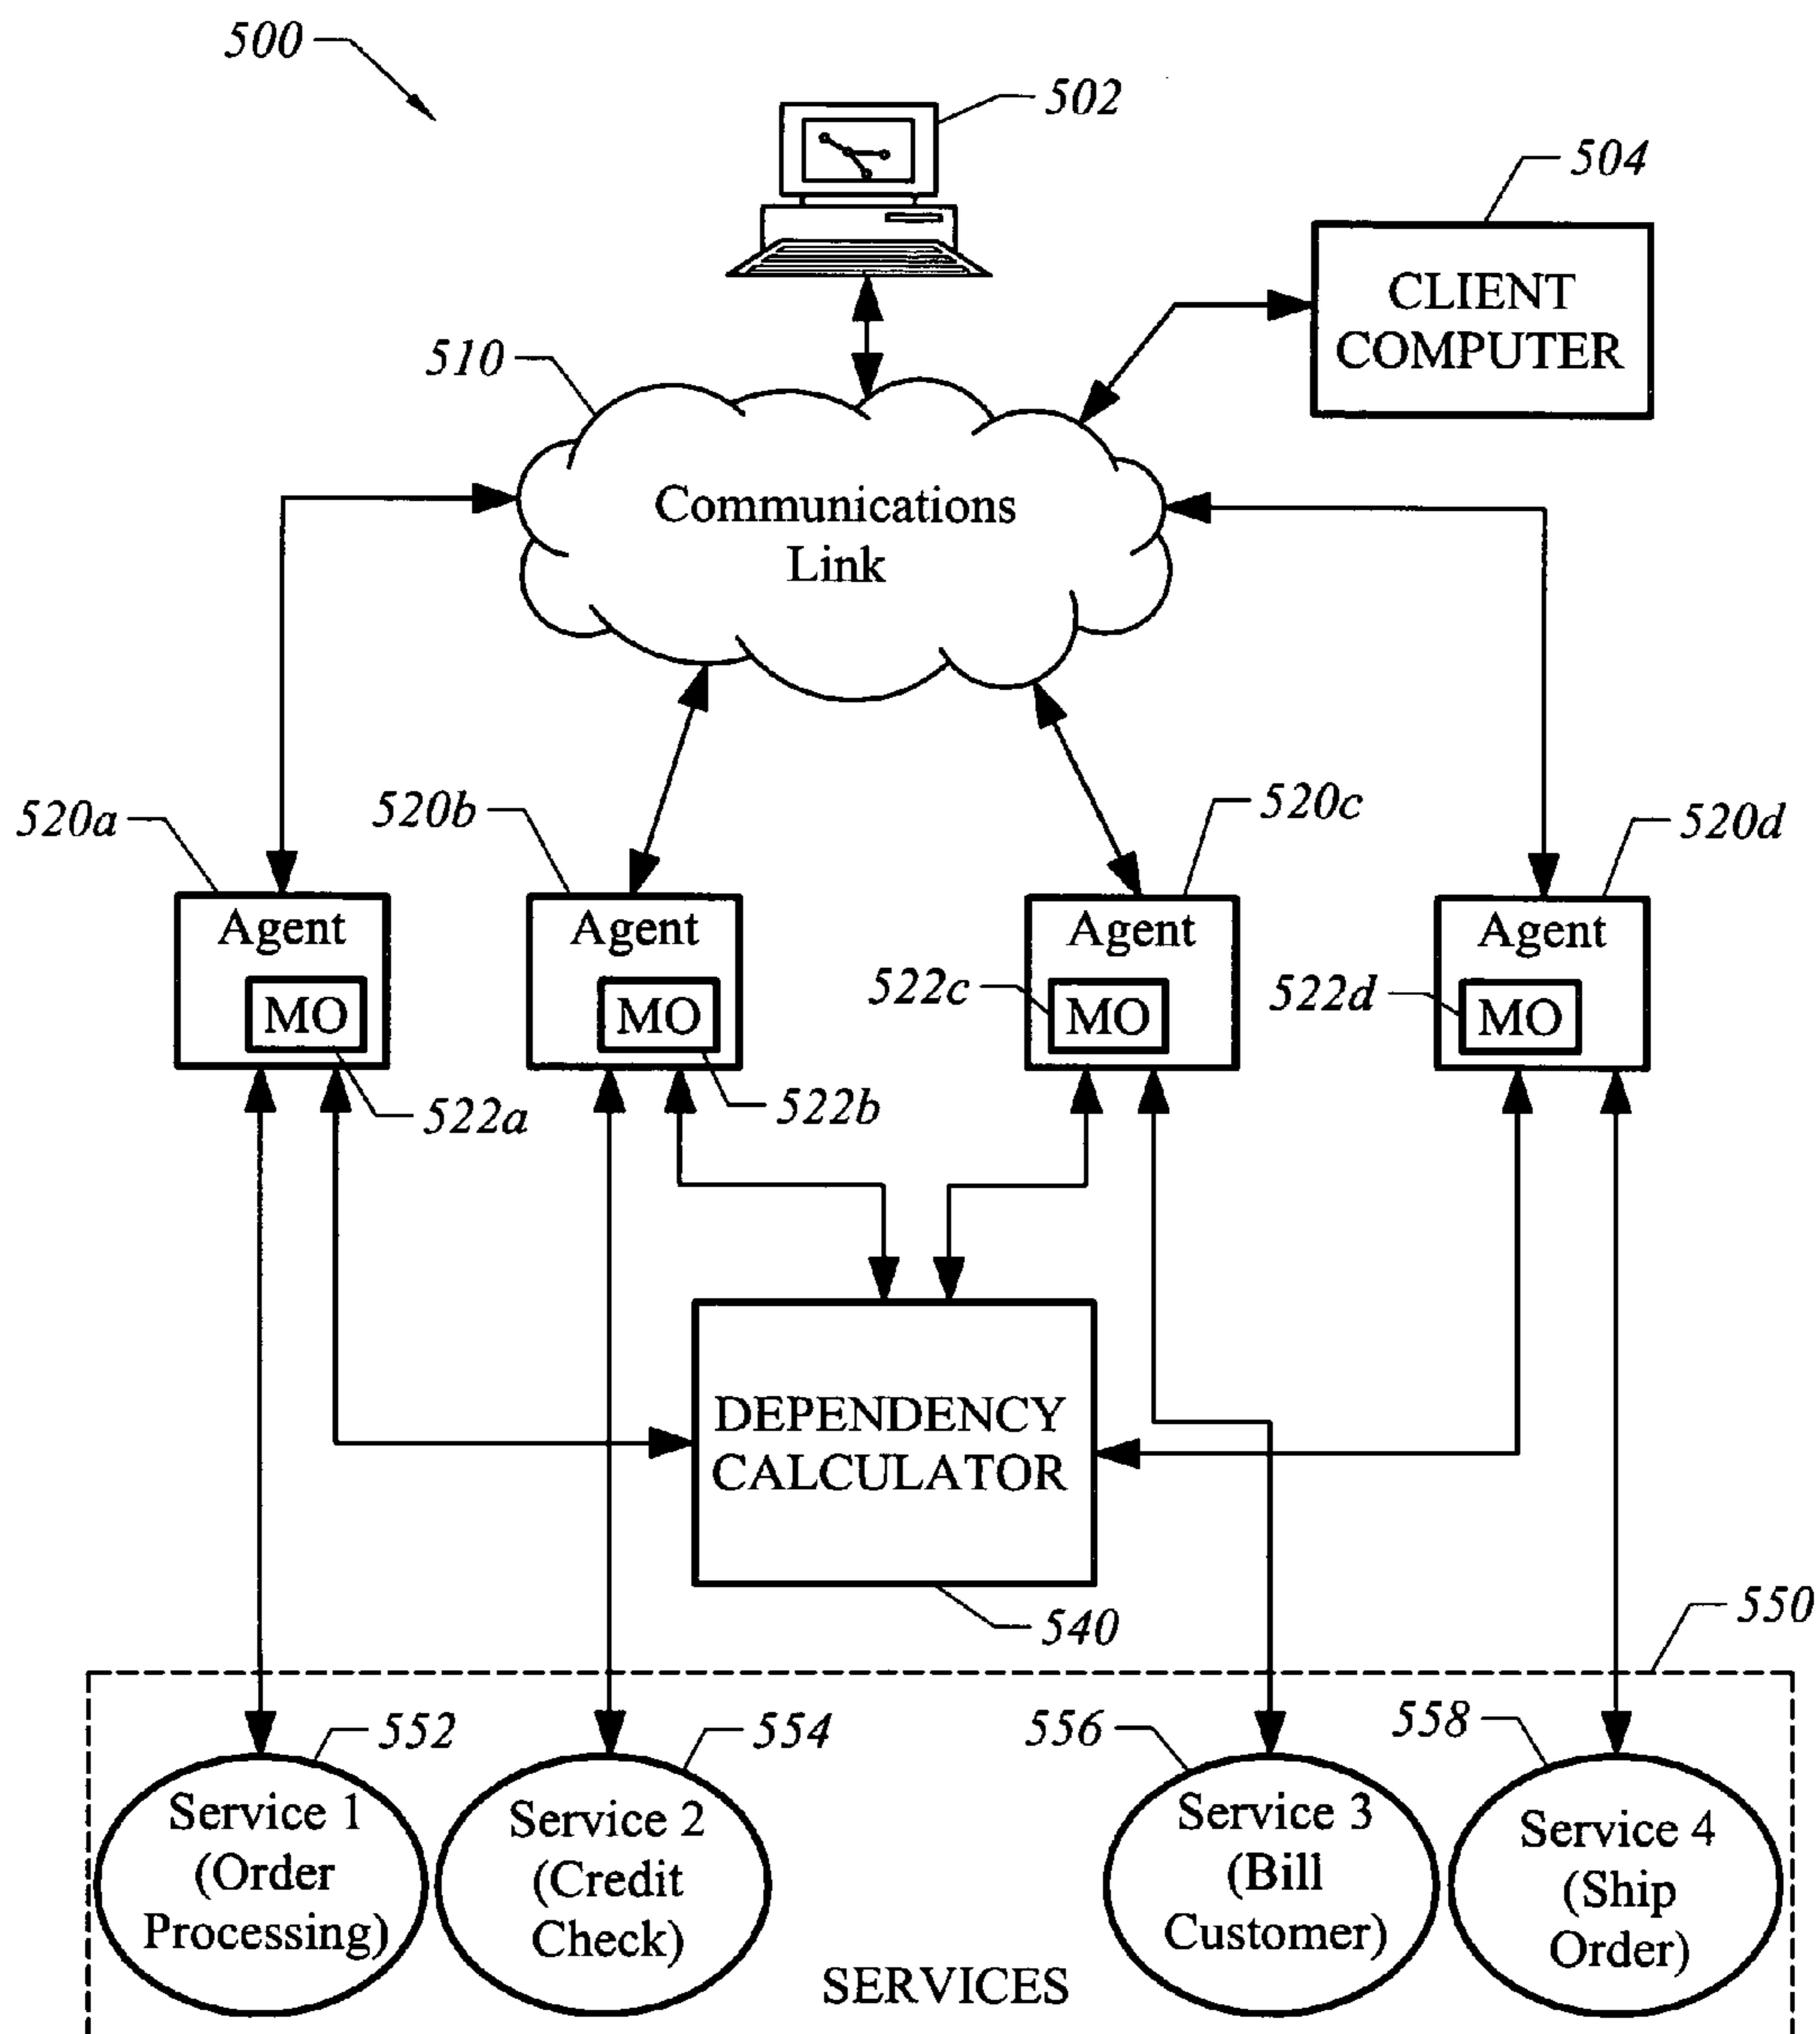 500
502
504
CLIENT
COMPUTER
510
Communications
Link
520a
520b
520c
520d
Agent
Agent
Agent
Agent
MO
MO
522c
MO
522d
MO
522a
522b
DEPENDENCY
CALCULATOR
540
550
552
554
556
558
Service 1
(Order
Processing)
Service 2
(Credit
Check)
Service 3
(Bill
Customer)
Service 4
(Ship
Order)
SERVICES